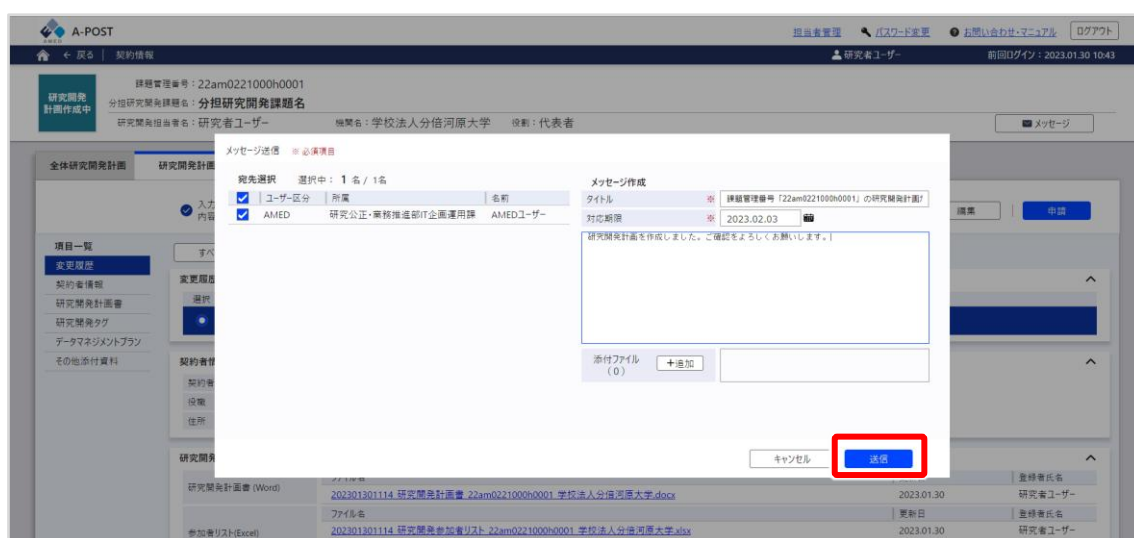 AMED A-POST 担当者管理 パスワード変更 お問い合わせ・マニュアル ログアウト
← 戻る 契約情報 研究者ユーザー 前回ログイン：2023.01.30 10:43
研究開発
計画作成中
課題管理番号：22am0221000h0001
分担研究開発課題名：分担研究開発課題名
研究開発担当者名：研究者ユーザー 機関名：学校法人分倍河原大学 役割：代表者 メッセージ
全体研究開発計画 研究開発計画
入力
内容
編集 申請
項目一覧
変更履歴
契約者情報
研究開発計画書
研究開発タグ
データマネジメントプラン
その他添付資料
すべ
変更履歴
選択
契約者情
契約者
役職
住所
研究開発
メッセージ送信 ※必須項目
宛先選択 選択中：1 名 / 1名
ユーザー区分 所属 名前
AMED 研究公正・業務推進部IT企画運用課 AMEDユーザー
メッセージ作成
タイトル ※ 課題管理番号「22am0221000h0001」の研究開発計画
対応期限 ※ 2023.02.03
研究開発計画を作成しました。ご確認をよろしくお願いします。
添付ファイル
（0）
＋追加
キャンセル 送信
登録者氏名
研究開発計画書 (Word) 202301301114_研究開発計画書_22am0221000h0001_学校法人分倍河原大学.docx 2023.01.30 研究者ユーザー
ファイル名 更新日 登録者氏名
参加者リスト(Excel) 202301301114_研究開発参加者リスト_22am0221000h0001_学校法人分倍河原大学.xlsx 2023.01.30 研究者ユーザー